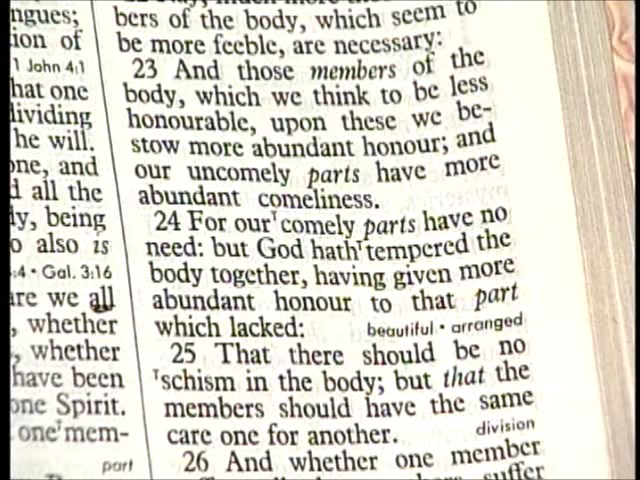 ngues;
ion of
1 John 4:1
hat one
dividing
he will.
one, and
d all the
ly, being
o also is
:4 • Gal. 3:16
are we all
, whether
, whether
have been
one Spirit.
one mem-
part
bers of the body, which seem to
be more feeble, are necessary:
23 And those members of the
body, which we think to be less
honourable, upon these we be-
stow more abundant honour; and
our uncomely parts have more
abundant comeliness.
24 For our comely parts have no
need: but God hath tempered the
body together, having given more
abundant honour to that part
which lacked: beautiful • arranged
25 That there should be no
schism in the body; but that the
members should have the same
care one for another. division
26 And whether one member
suffer